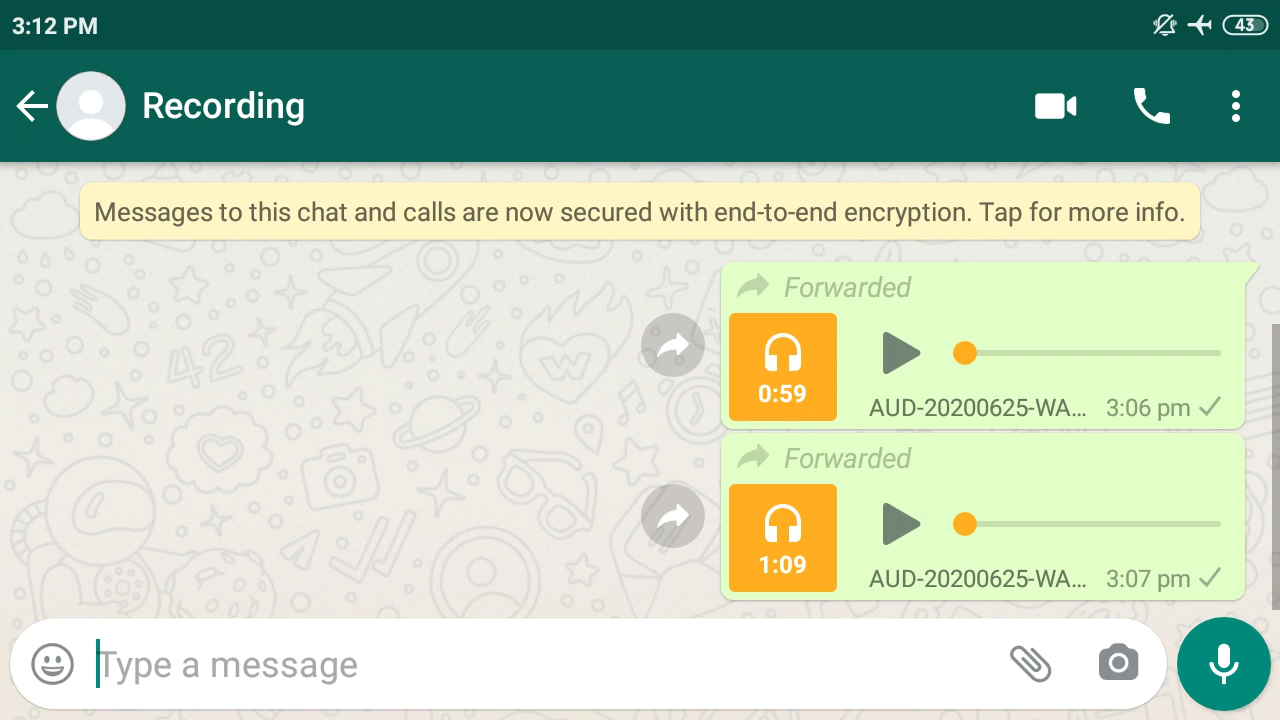 3:12 PM
43
Recording
Messages to this chat and calls are now secured with end-to-end encryption. Tap for more info.
Forwarded
0:59
AUD-20200625-WA... 3:06 pm
Forwarded
1:09
AUD-20200625-WA... 3:07 pm
Type a message